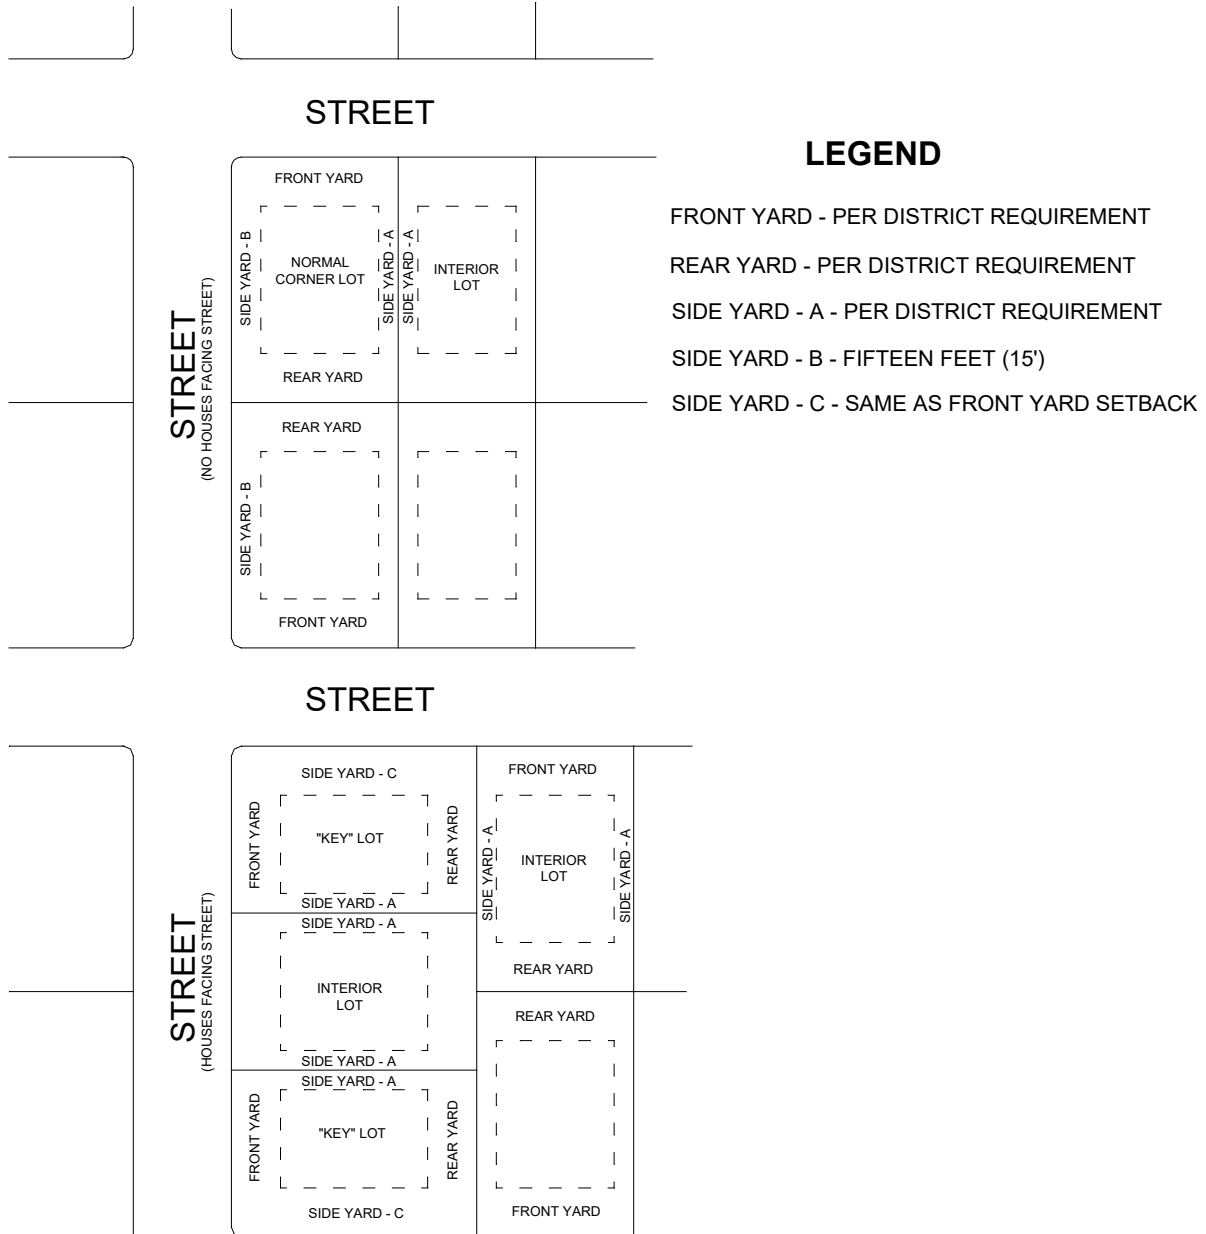 STREET
LEGEND
FRONT YARD - PER DISTRICT REQUIREMENT
REAR YARD - PER DISTRICT REQUIREMENT
SIDE YARD - A - PER DISTRICT REQUIREMENT
SIDE YARD - B - FIFTEEN FEET (15')
SIDE YARD - C - SAME AS FRONT YARD SETBACK
STREET
(NO HOUSES FACING STREET)
FRONT YARD
SIDE YARD - B
NORMAL
CORNER LOT
SIDE YARD - A
SIDE YARD - A
INTERIOR
LOT
REAR YARD
REAR YARD
SIDE YARD - B
FRONT YARD
STREET
STREET
(HOUSES FACING STREET)
SIDE YARD - C
FRONT YARD
"KEY" LOT
REAR YARD
SIDE YARD - A
SIDE YARD - A
INTERIOR
LOT
SIDE YARD - A
SIDE YARD - A
FRONT YARD
"KEY" LOT
REAR YARD
SIDE YARD - C
FRONT YARD
SIDE YARD - A
INTERIOR
LOT
SIDE YARD - A
REAR YARD
REAR YARD
FRONT YARD